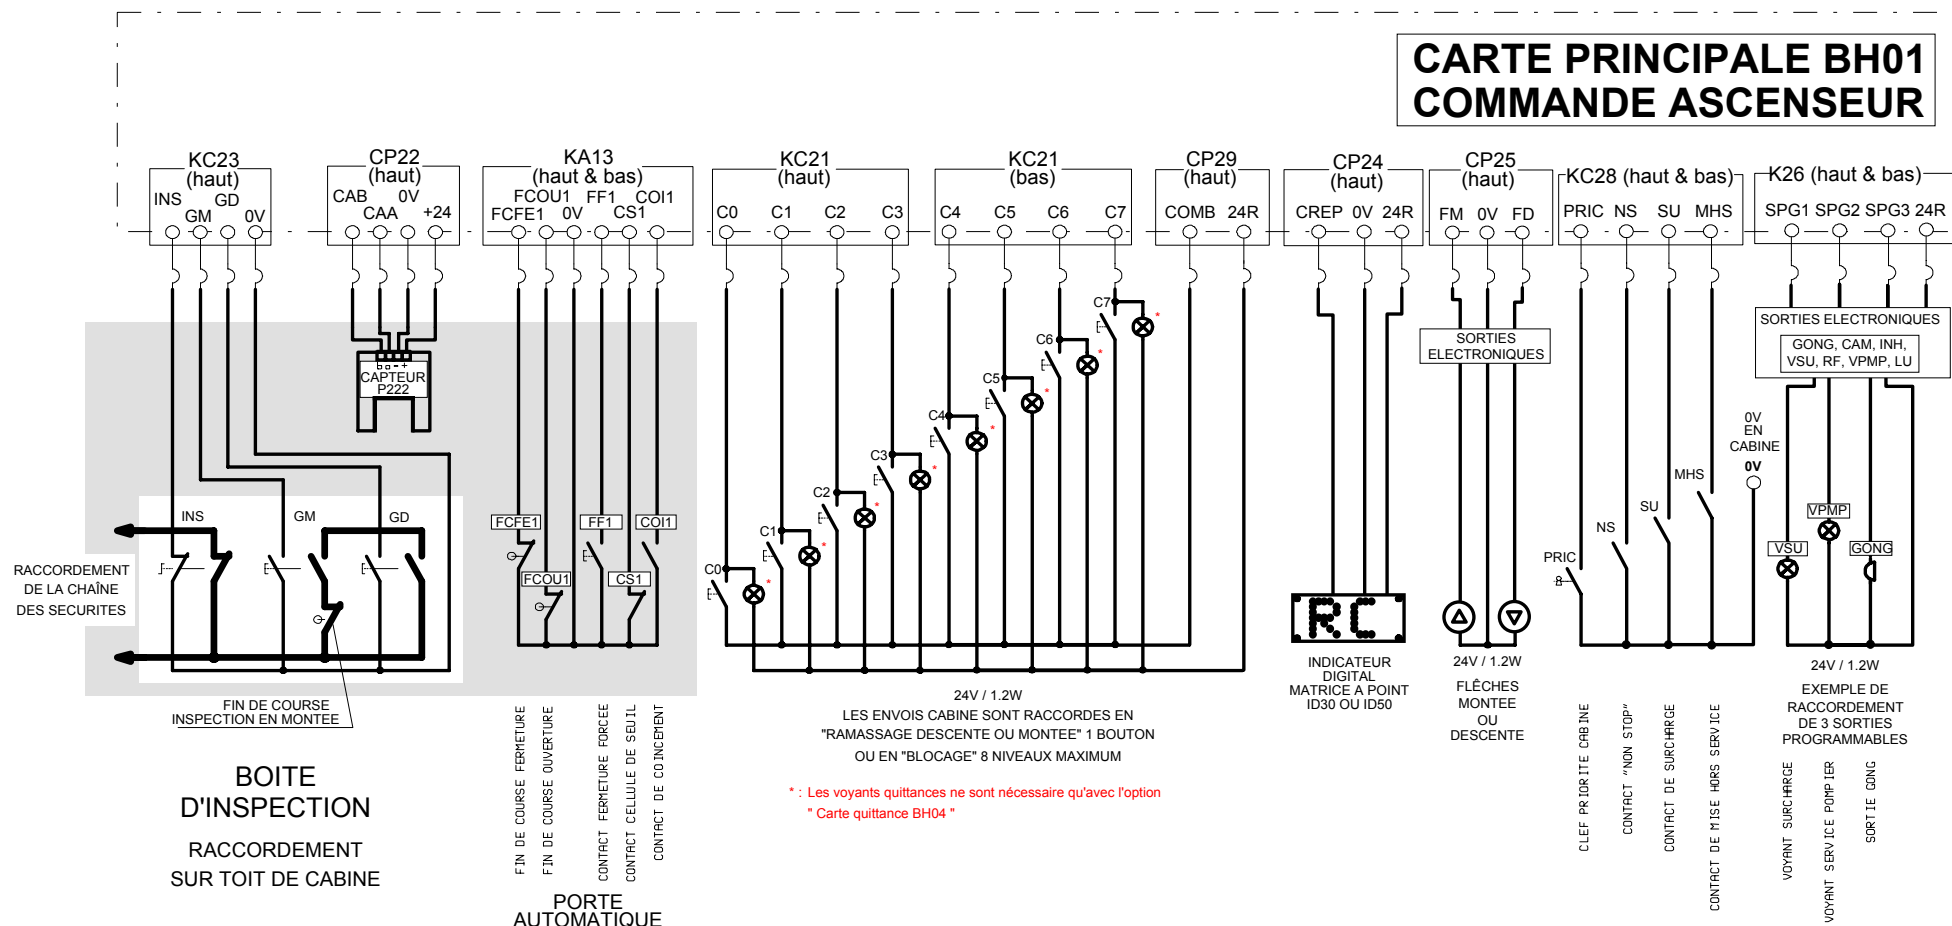 CARTE PRINCIPALE BH01
COMMANDE ASCENSEUR
KC23
(haut)
INS GM GD 0V
CP22
(haut)
CAB CAA 0V +24
KA13
(haut & bas)
FCFE1 FCOU1 0V FF1 CS1 COI1
KC21
(haut)
C0 C1 C2 C3
KC21
(bas)
C4 C5 C6 C7
CP29
(haut)
COMB 24R
CP24
(haut)
CREP 0V 24R
CP25
(haut)
FM 0V FD
KC28 (haut & bas)
PRIC NS SU MHS
K26 (haut & bas)
SPG1 SPG2 SPG3 24R
- +
CAPTEUR
P222
INS GM GD
RACCORDEMENT
DE LA CHAÎNE
DES SECURITES
FIN DE COURSE
INSPECTION EN MONTEE
BOITE
D'INSPECTION
RACCORDEMENT
SUR TOIT DE CABINE
FCFE1
FCOU1
FF1
CS1
COI1
FIN DE COURSE FERMETURE
FIN DE COURSE OUVERTURE
CONTACT FERMETURE FORCEE
CONTACT CELLULE DE SEUIL
CONTACT DE COINCEMENT
PORTE
AUTOMATIQUE
C0 *
C1 *
C2 *
C3 *
C4 *
C5 *
C6 *
C7 *
24V / 1.2W
LES ENVOIS CABINE SONT RACCORDES EN
"RAMASSAGE DESCENTE OU MONTEE" 1 BOUTON
OU EN "BLOCAGE" 8 NIVEAUX MAXIMUM
* : Les voyants quittances ne sont nécessaire qu'avec l'option
" Carte quittance BH04 "
RC
INDICATEUR
DIGITAL
MATRICE A POINT
ID30 OU ID50
SORTIES
ELECTRONIQUES
24V / 1.2W
FLÊCHES
MONTEE
OU
DESCENTE
PRIC
NS
SU
MHS
0V
EN
CABINE
0V
CLEF PRIORITE CABINE
CONTACT "NON STOP"
CONTACT DE SURCHARGE
CONTACT DE MISE HORS SERVICE
SORTIES ELECTRONIQUES
GONG, CAM, INH,
VSU, RF, VPMP, LU
VSU
VPMP
GONG
24V / 1.2W
EXEMPLE DE
RACCORDEMENT
DE 3 SORTIES
PROGRAMMABLES
VOYANT SURCHARGE
VOYANT SERVICE POMPIER
SORTIE GONG